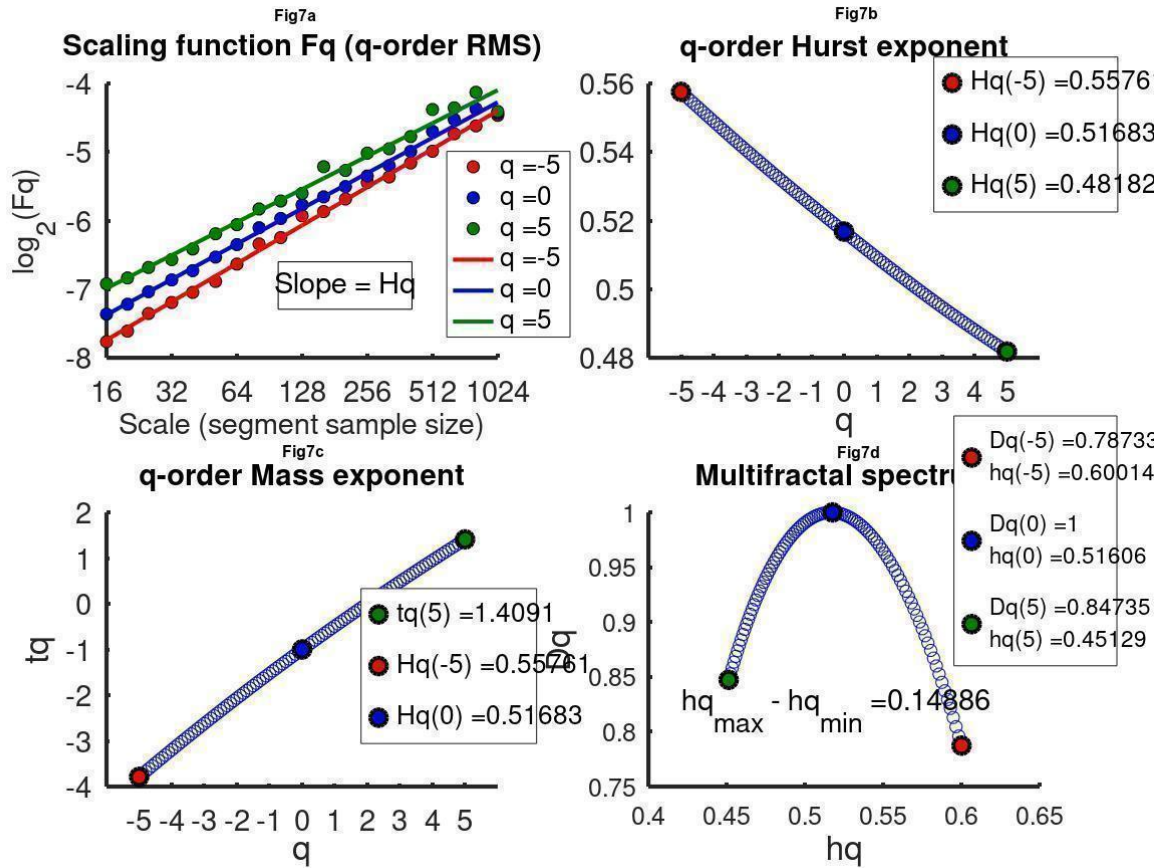 Fig7a
Scaling function Fq (q-order RMS)
log2(Fq)
-4
-5
-6
-7
-8
16 32 64 128 256 512 1024
Scale (segment sample size)
q =-5
q =0
q =5
q =-5
q =0
q =5
Slope = Hq
Fig7b
q-order Hurst exponent
0.56
0.54
0.52
0.5
0.48
-5 -4 -3 -2 -1 0 1 2 3 4 5
q
Hq(-5) =0.55761
Hq(0) =0.51683
Hq(5) =0.48182
Fig7c
q-order Mass exponent
tq
2
1
0
-1
-2
-3
-4
-5 -4 -3 -2 -1 0 1 2 3 4 5
q
tq(5) =1.4091
Hq(-5) =0.55761
Hq(0) =0.51683
Fig7d
Multifractal spectru
Dq
1
0.95
0.9
0.85
0.8
0.75
0.4 0.45 0.5 0.55 0.6 0.65
hq
hqmax - hqmin =0.14886
Dq(-5) =0.78733
hq(-5) =0.60014
Dq(0) =1
hq(0) =0.51606
Dq(5) =0.84735
hq(5) =0.45129